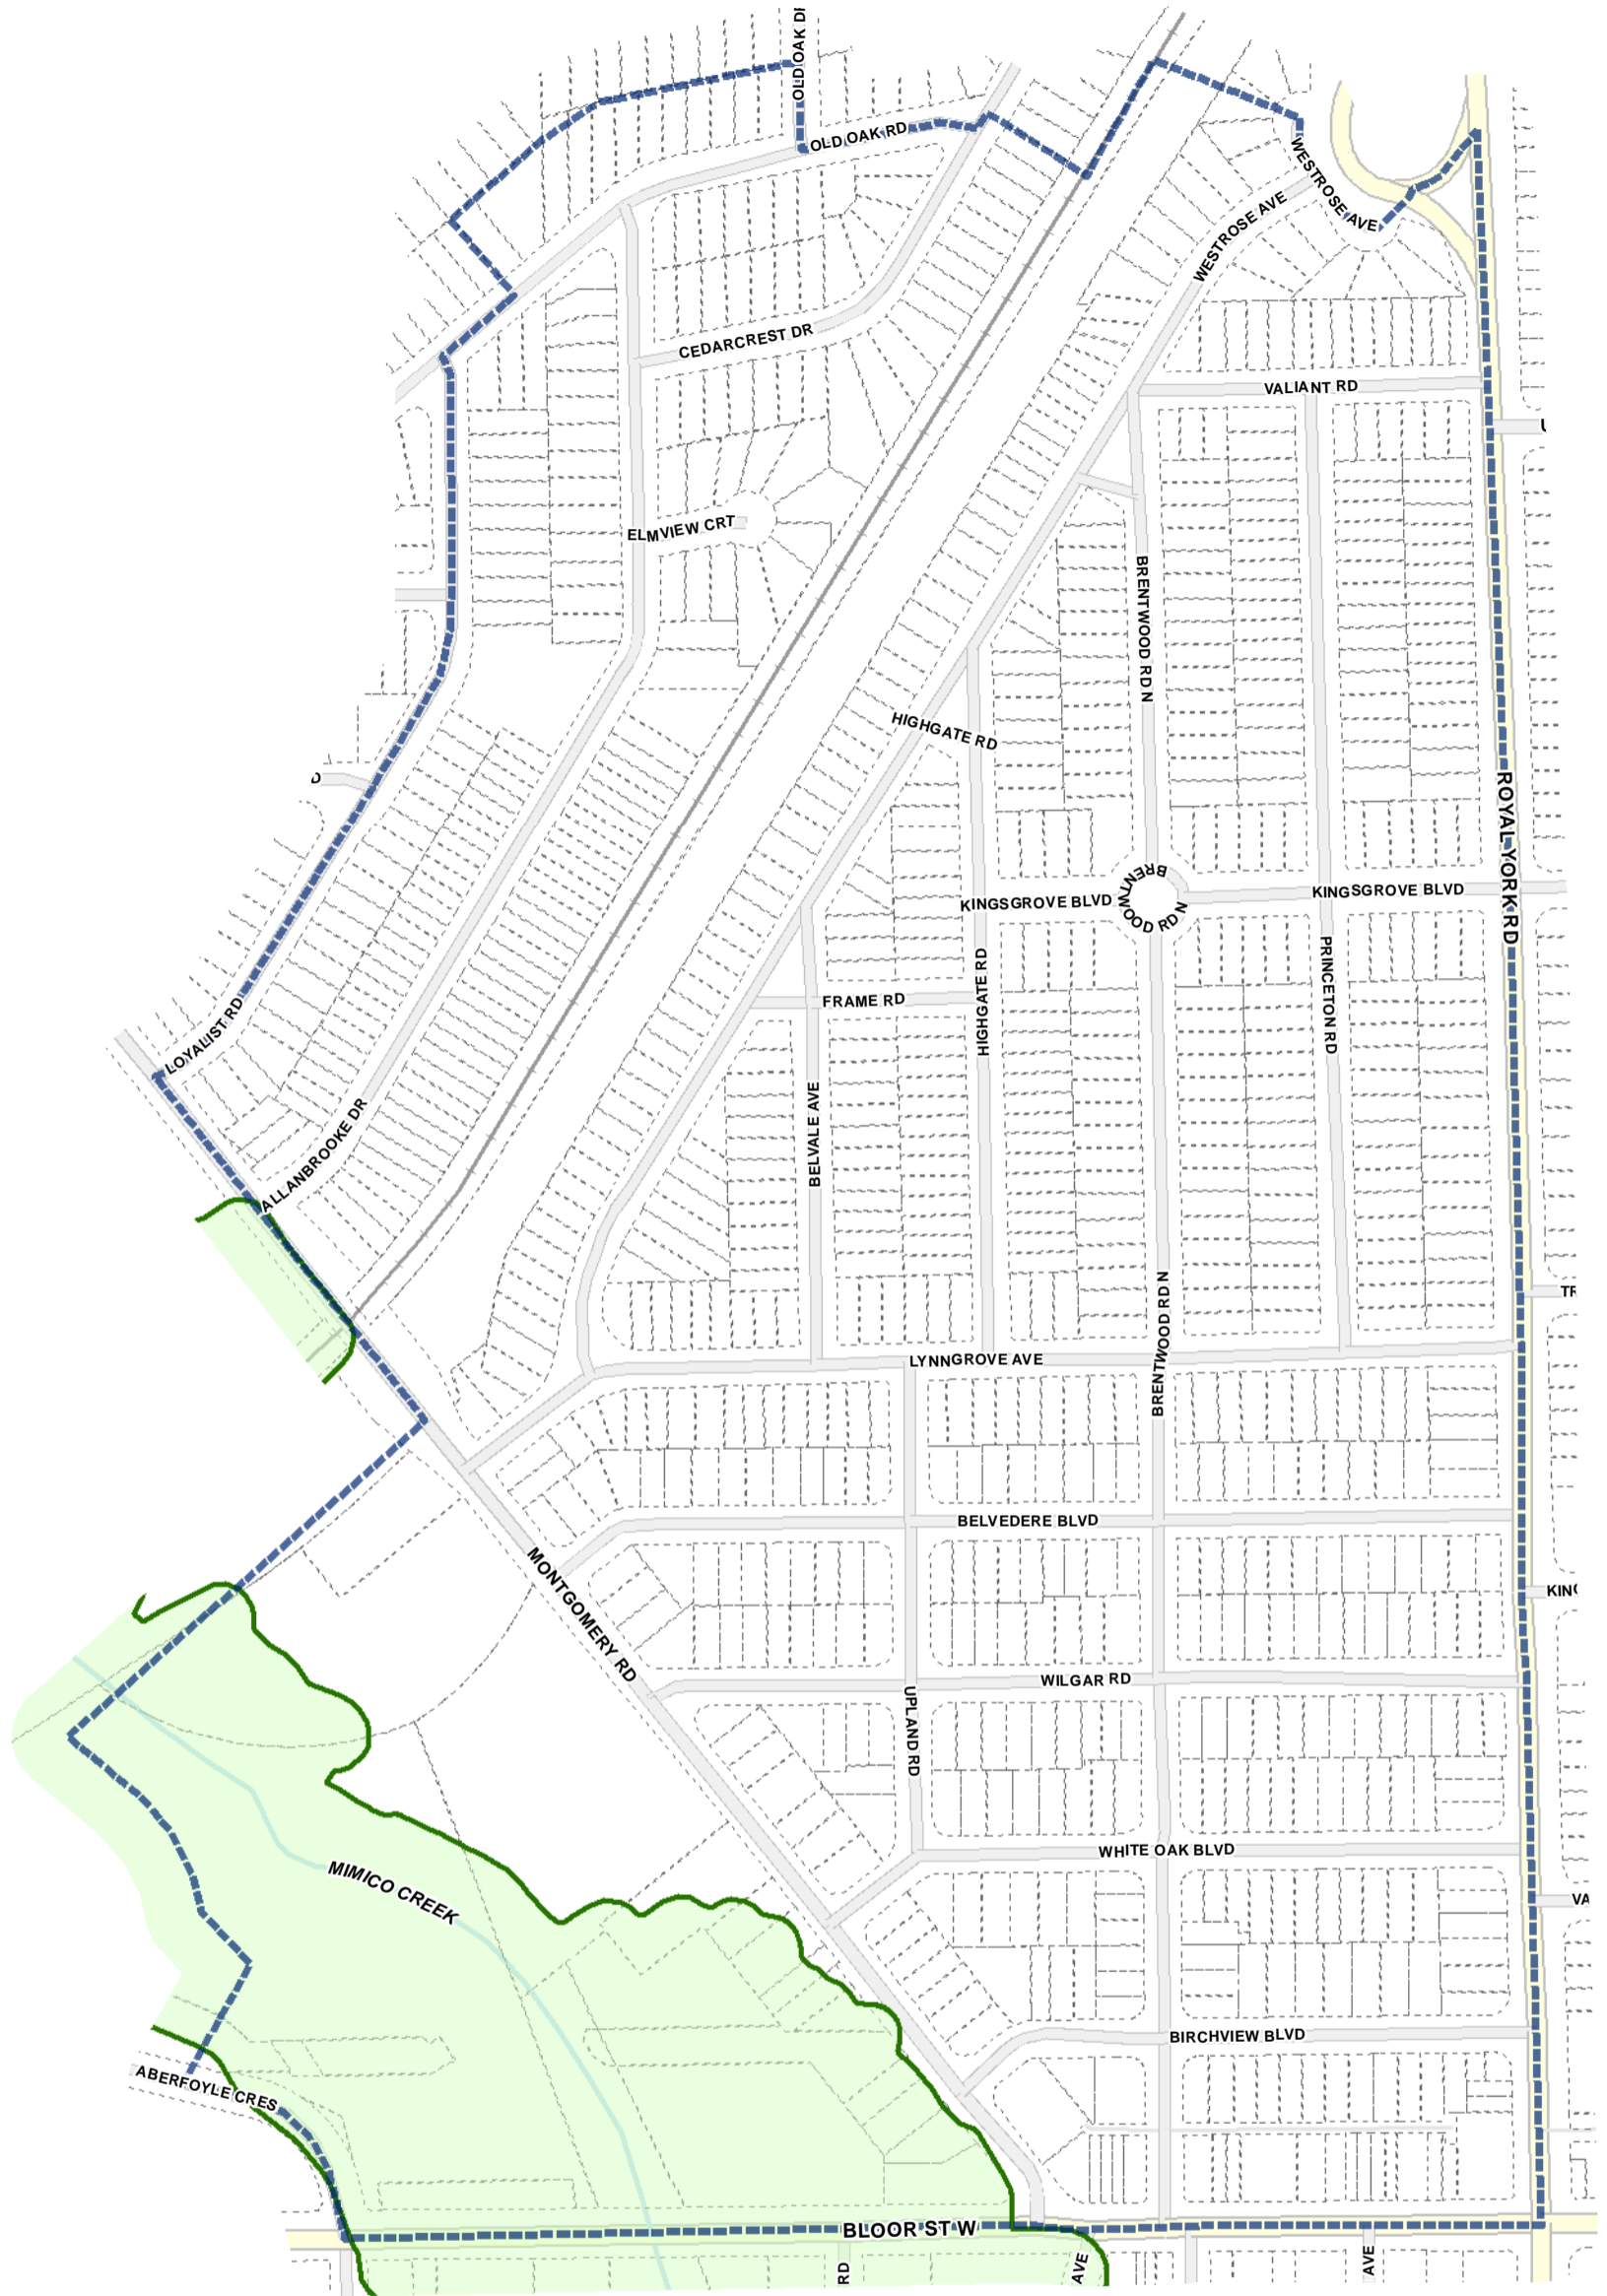 OLD OAK DR
OLD OAK RD
WESTROSE AVE
WESTROSE AVE
CEDARCREST DR
VALIANT RD
ELMVIEW CRT
BRENTWOOD RD N
HIGHGATE RD
D
ROYAL YORK RD
BRENTWOOD RD N
KINGSGROVE BLVD
KINGSGROVE BLVD
PRINCETON RD
HIGHGATE RD
FRAME RD
LOYALIST RD
BELVALE AVE
ALLANBROOKE DR
TR
BRENTWOOD RD N
LYNNGROVE AVE
BELVEDERE BLVD
MONTGOMERY RD
KING
WILGAR RD
UPLAND RD
WHITE OAK BLVD
MIMICO CREEK
VA
BIRCHVIEW BLVD
ABERFOYLE CRES
BLOOR ST W
RD
AVE
AVE